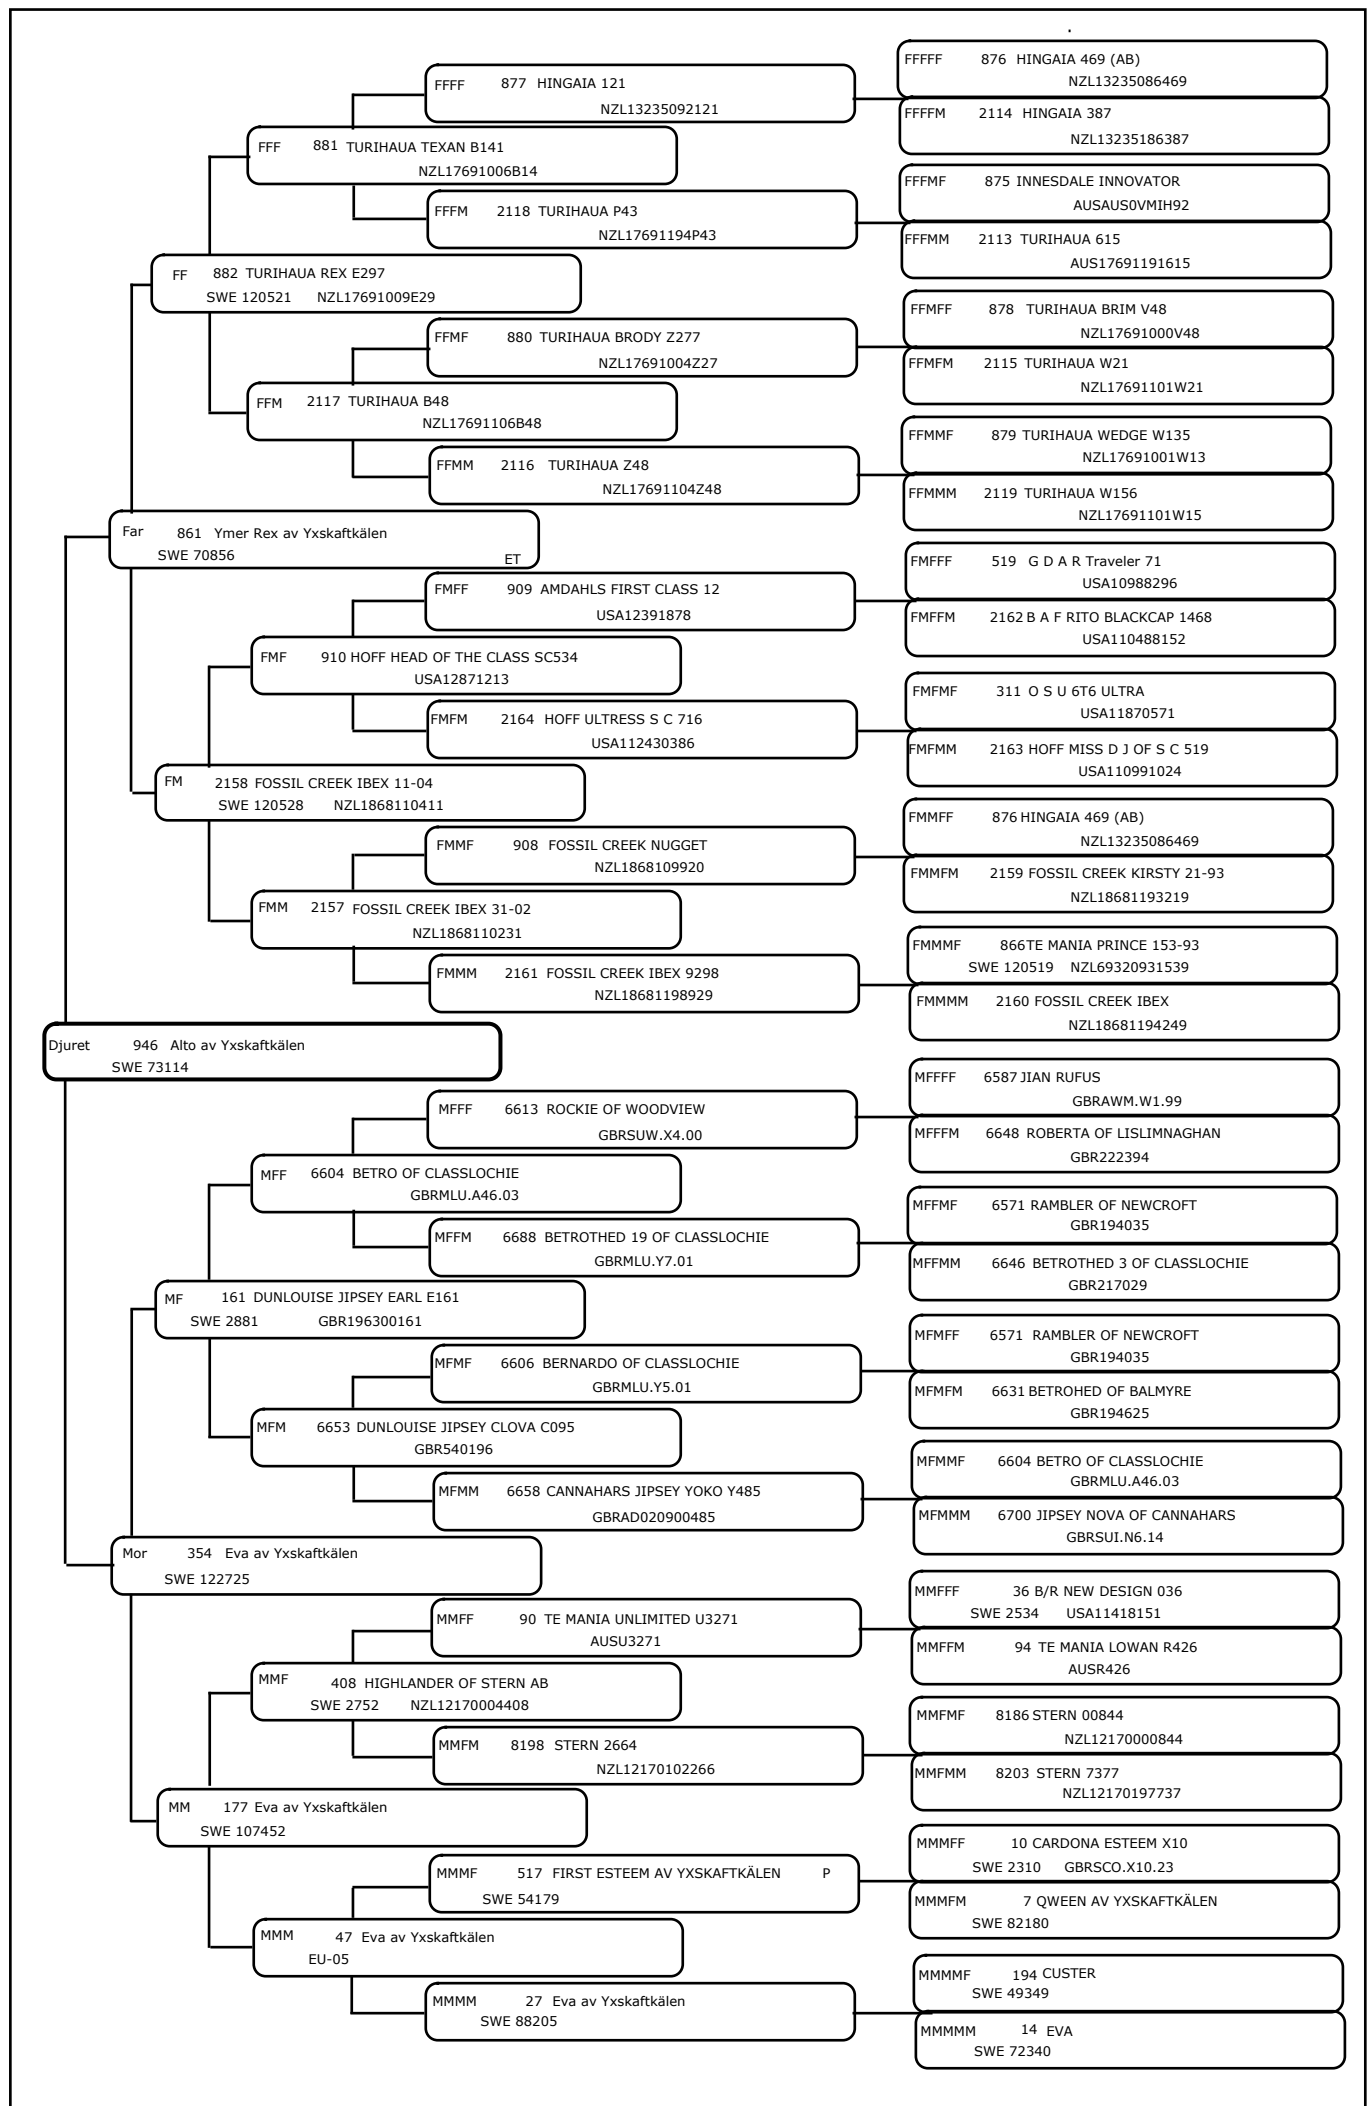 FFFFF 876 HINGAIA 469 (AB)
NZL13235086469
FFFF 877 HINGAIA 121
NZL13235092121
FFFFM 2114 HINGAIA 387
NZL13235186387
FFF 881 TURIHAUA TEXAN B141
NZL17691006B14
FFFMF 875 INNESDALE INNOVATOR
AUSAUS0VMIH92
FFFM 2118 TURIHAUA P43
NZL17691194P43
FFFMM 2113 TURIHAUA 615
AUS17691191615
FF 882 TURIHAUA REX E297
SWE 120521 NZL17691009E29
FFMFF 878 TURIHAUA BRIM V48
NZL17691000V48
FFMF 880 TURIHAUA BRODY Z277
NZL17691004Z27
FFMFM 2115 TURIHAUA W21
NZL17691101W21
FFM 2117 TURIHAUA B48
NZL17691106B48
FFMMF 879 TURIHAUA WEDGE W135
NZL17691001W13
FFMM 2116 TURIHAUA Z48
NZL17691104Z48
FFMMM 2119 TURIHAUA W156
NZL17691101W15
Far 861 Ymer Rex av Yxskaftkälen
SWE 70856 ET
FMFFF 519 G D A R Traveler 71
USA10988296
FMFF 909 AMDAHLS FIRST CLASS 12
USA12391878
FMFFM 2162 B A F RITO BLACKCAP 1468
USA110488152
FMF 910 HOFF HEAD OF THE CLASS SC534
USA12871213
FMFMF 311 O S U 6T6 ULTRA
USA11870571
FMFM 2164 HOFF ULTRESS S C 716
USA112430386
FMFMM 2163 HOFF MISS D J OF S C 519
USA110991024
FM 2158 FOSSIL CREEK IBEX 11-04
SWE 120528 NZL1868110411
FMMFF 876 HINGAIA 469 (AB)
NZL13235086469
FMMF 908 FOSSIL CREEK NUGGET
NZL1868109920
FMMFM 2159 FOSSIL CREEK KIRSTY 21-93
NZL18681193219
FMM 2157 FOSSIL CREEK IBEX 31-02
NZL1868110231
FMMMF 866TE MANIA PRINCE 153-93
SWE 120519 NZL69320931539
FMMM 2161 FOSSIL CREEK IBEX 9298
NZL18681198929
FMMMM 2160 FOSSIL CREEK IBEX
NZL18681194249
Djuret 946 Alto av Yxskaftkälen
SWE 73114
MFFFF 6587 JIAN RUFUS
GBRAWM.W1.99
MFFF 6613 ROCKIE OF WOODVIEW
GBRSUW.X4.00
MFFFM 6648 ROBERTA OF LISLIMNAGHAN
GBR222394
MFF 6604 BETRO OF CLASSLOCHIE
GBRMLU.A46.03
MFFMF 6571 RAMBLER OF NEWCROFT
GBR194035
MFFM 6688 BETROTHED 19 OF CLASSLOCHIE
GBRMLU.Y7.01
MFFMM 6646 BETROTHED 3 OF CLASSLOCHIE
GBR217029
MF 161 DUNLOUISE JIPSEY EARL E161
SWE 2881 GBR196300161
MFMFF 6571 RAMBLER OF NEWCROFT
GBR194035
MFMF 6606 BERNARDO OF CLASSLOCHIE
GBRMLU.Y5.01
MFMFM 6631 BETROHED OF BALMYRE
GBR194625
MFM 6653 DUNLOUISE JIPSEY CLOVA C095
GBR540196
MFMMF 6604 BETRO OF CLASSLOCHIE
GBRMLU.A46.03
MFMM 6658 CANNAHARS JIPSEY YOKO Y485
GBRAD020900485
MFMMM 6700 JIPSEY NOVA OF CANNAHARS
GBRSUI.N6.14
Mor 354 Eva av Yxskaftkälen
SWE 122725
MMFFF 36 B/R NEW DESIGN 036
SWE 2534 USA11418151
MMFF 90 TE MANIA UNLIMITED U3271
AUSU3271
MMFFM 94 TE MANIA LOWAN R426
AUSR426
MMF 408 HIGHLANDER OF STERN AB
SWE 2752 NZL12170004408
MMFMF 8186 STERN 00844
NZL12170000844
MMFM 8198 STERN 2664
NZL12170102266
MMFMM 8203 STERN 7377
NZL12170197737
MM 177 Eva av Yxskaftkälen
SWE 107452
MMMFF 10 CARDONA ESTEEM X10
SWE 2310 GBRSCO.X10.23
MMMF 517 FIRST ESTEEM AV YXSKAFTKÄLEN P
SWE 54179
MMMFM 7 QWEEN AV YXSKAFTKÄLEN
SWE 82180
MMM 47 Eva av Yxskaftkälen
EU-05
MMMMF 194 CUSTER
SWE 49349
MMMM 27 Eva av Yxskaftkälen
SWE 88205
MMMMM 14 EVA
SWE 72340